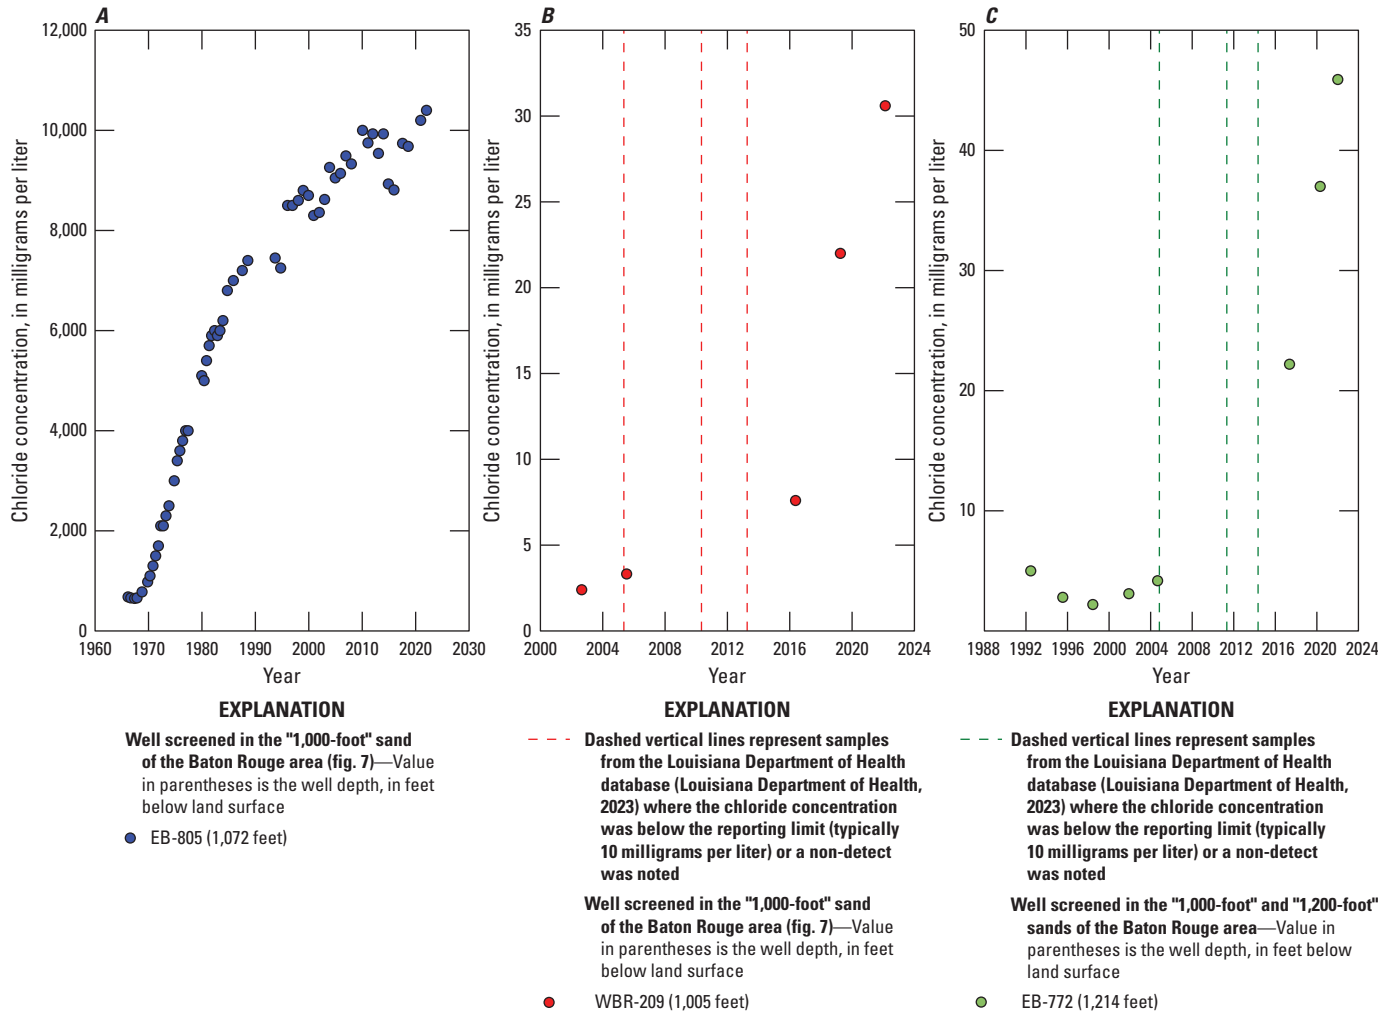 A
12,000
10,000
8,000
6,000
4,000
2,000
0
Chloride concentration, in milligrams per liter
1960 1970 1980 1990 2000 2010 2020 2030
Year
EXPLANATION
Well screened in the "1,000-foot" sand
of the Baton Rouge area (fig. 7)—Value
in parentheses is the well depth, in feet
below land surface
EB-805 (1,072 feet)
B
35
30
25
20
15
10
5
0
Chloride concentration, in milligrams per liter
2000 2004 2008 2012 2016 2020 2024
Year
EXPLANATION
Dashed vertical lines represent samples
from the Louisiana Department of Health
database (Louisiana Department of Health,
2023) where the chloride concentration
was below the reporting limit (typically
10 milligrams per liter) or a non-detect
was noted
Well screened in the "1,000-foot" sand
of the Baton Rouge area (fig. 7)—Value
in parentheses is the well depth, in feet
below land surface
WBR-209 (1,005 feet)
C
50
40
30
20
10
Chloride concentration, in milligrams per liter
1988 1992 1996 2000 2004 2008 2012 2016 2020 2024
Year
EXPLANATION
Dashed vertical lines represent samples
from the Louisiana Department of Health
database (Louisiana Department of Health,
2023) where the chloride concentration
was below the reporting limit (typically
10 milligrams per liter) or a non-detect
was noted
Well screened in the "1,000-foot" and "1,200-foot"
sands of the Baton Rouge area—Value in
parentheses is the well depth, in feet below
land surface
EB-772 (1,214 feet)